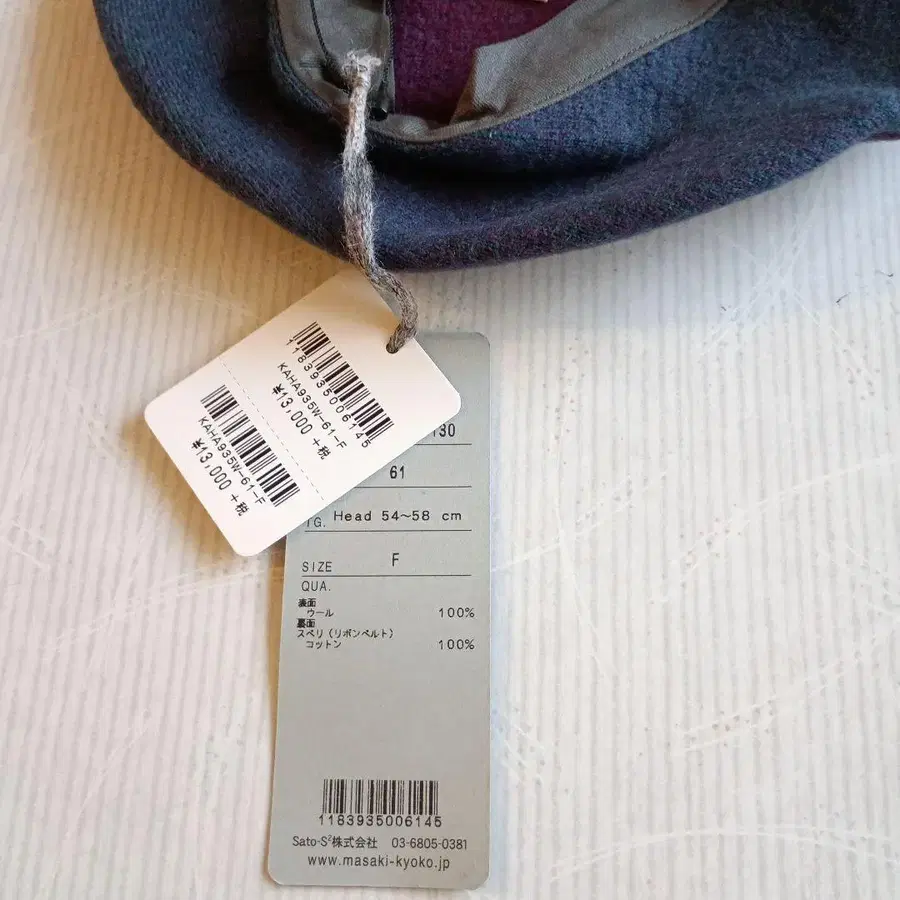 1183935006145
KAHA935W-61-F
¥13,000 +税
KAHA935W-61-F
¥13,000 +税
130
61
TG. Head 54~58 cm
SIZE F
QUA.
表面
ウール 100%
裏面
スベリ(リボンベルト)
コットン 100%
1183935006145
Sato-S²株式会社 03-6805-0381
www.masaki-kyoko.jp